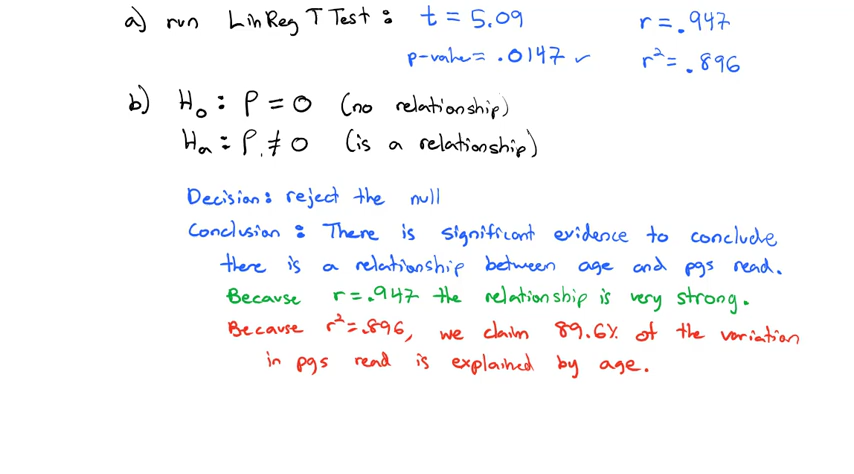 a) run LinReg T Test : t = 5.09 r = .947
p-value = .0147 ✓ r² = .896
b) H₀ : ρ = 0 (no relationship)
Hₐ : ρ ≠ 0 (is a relationship)
Decision: reject the null
Conclusion : There is significant evidence to conclude
there is a relationship between age and pgs read.
Because r = .947 the relationship is very strong.
Because r² = .896, we claim 89.6% of the variation
in pgs read is explained by age.